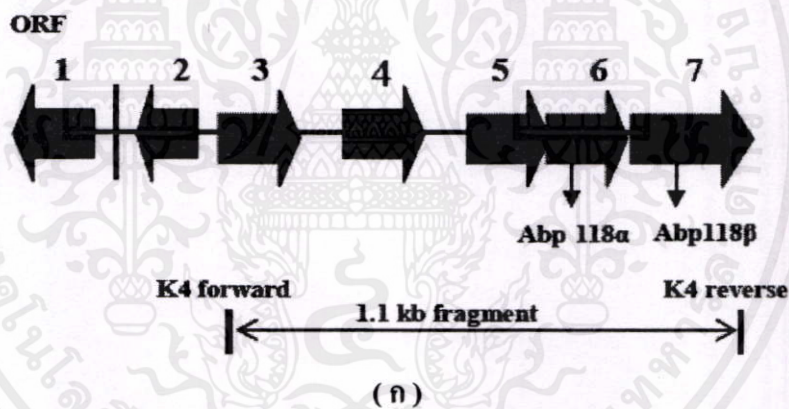 ORF
1 2 3 4 5 6 7
Abp 118α Abp118β
K4 forward K4 reverse
1.1 kb fragment
( ก )